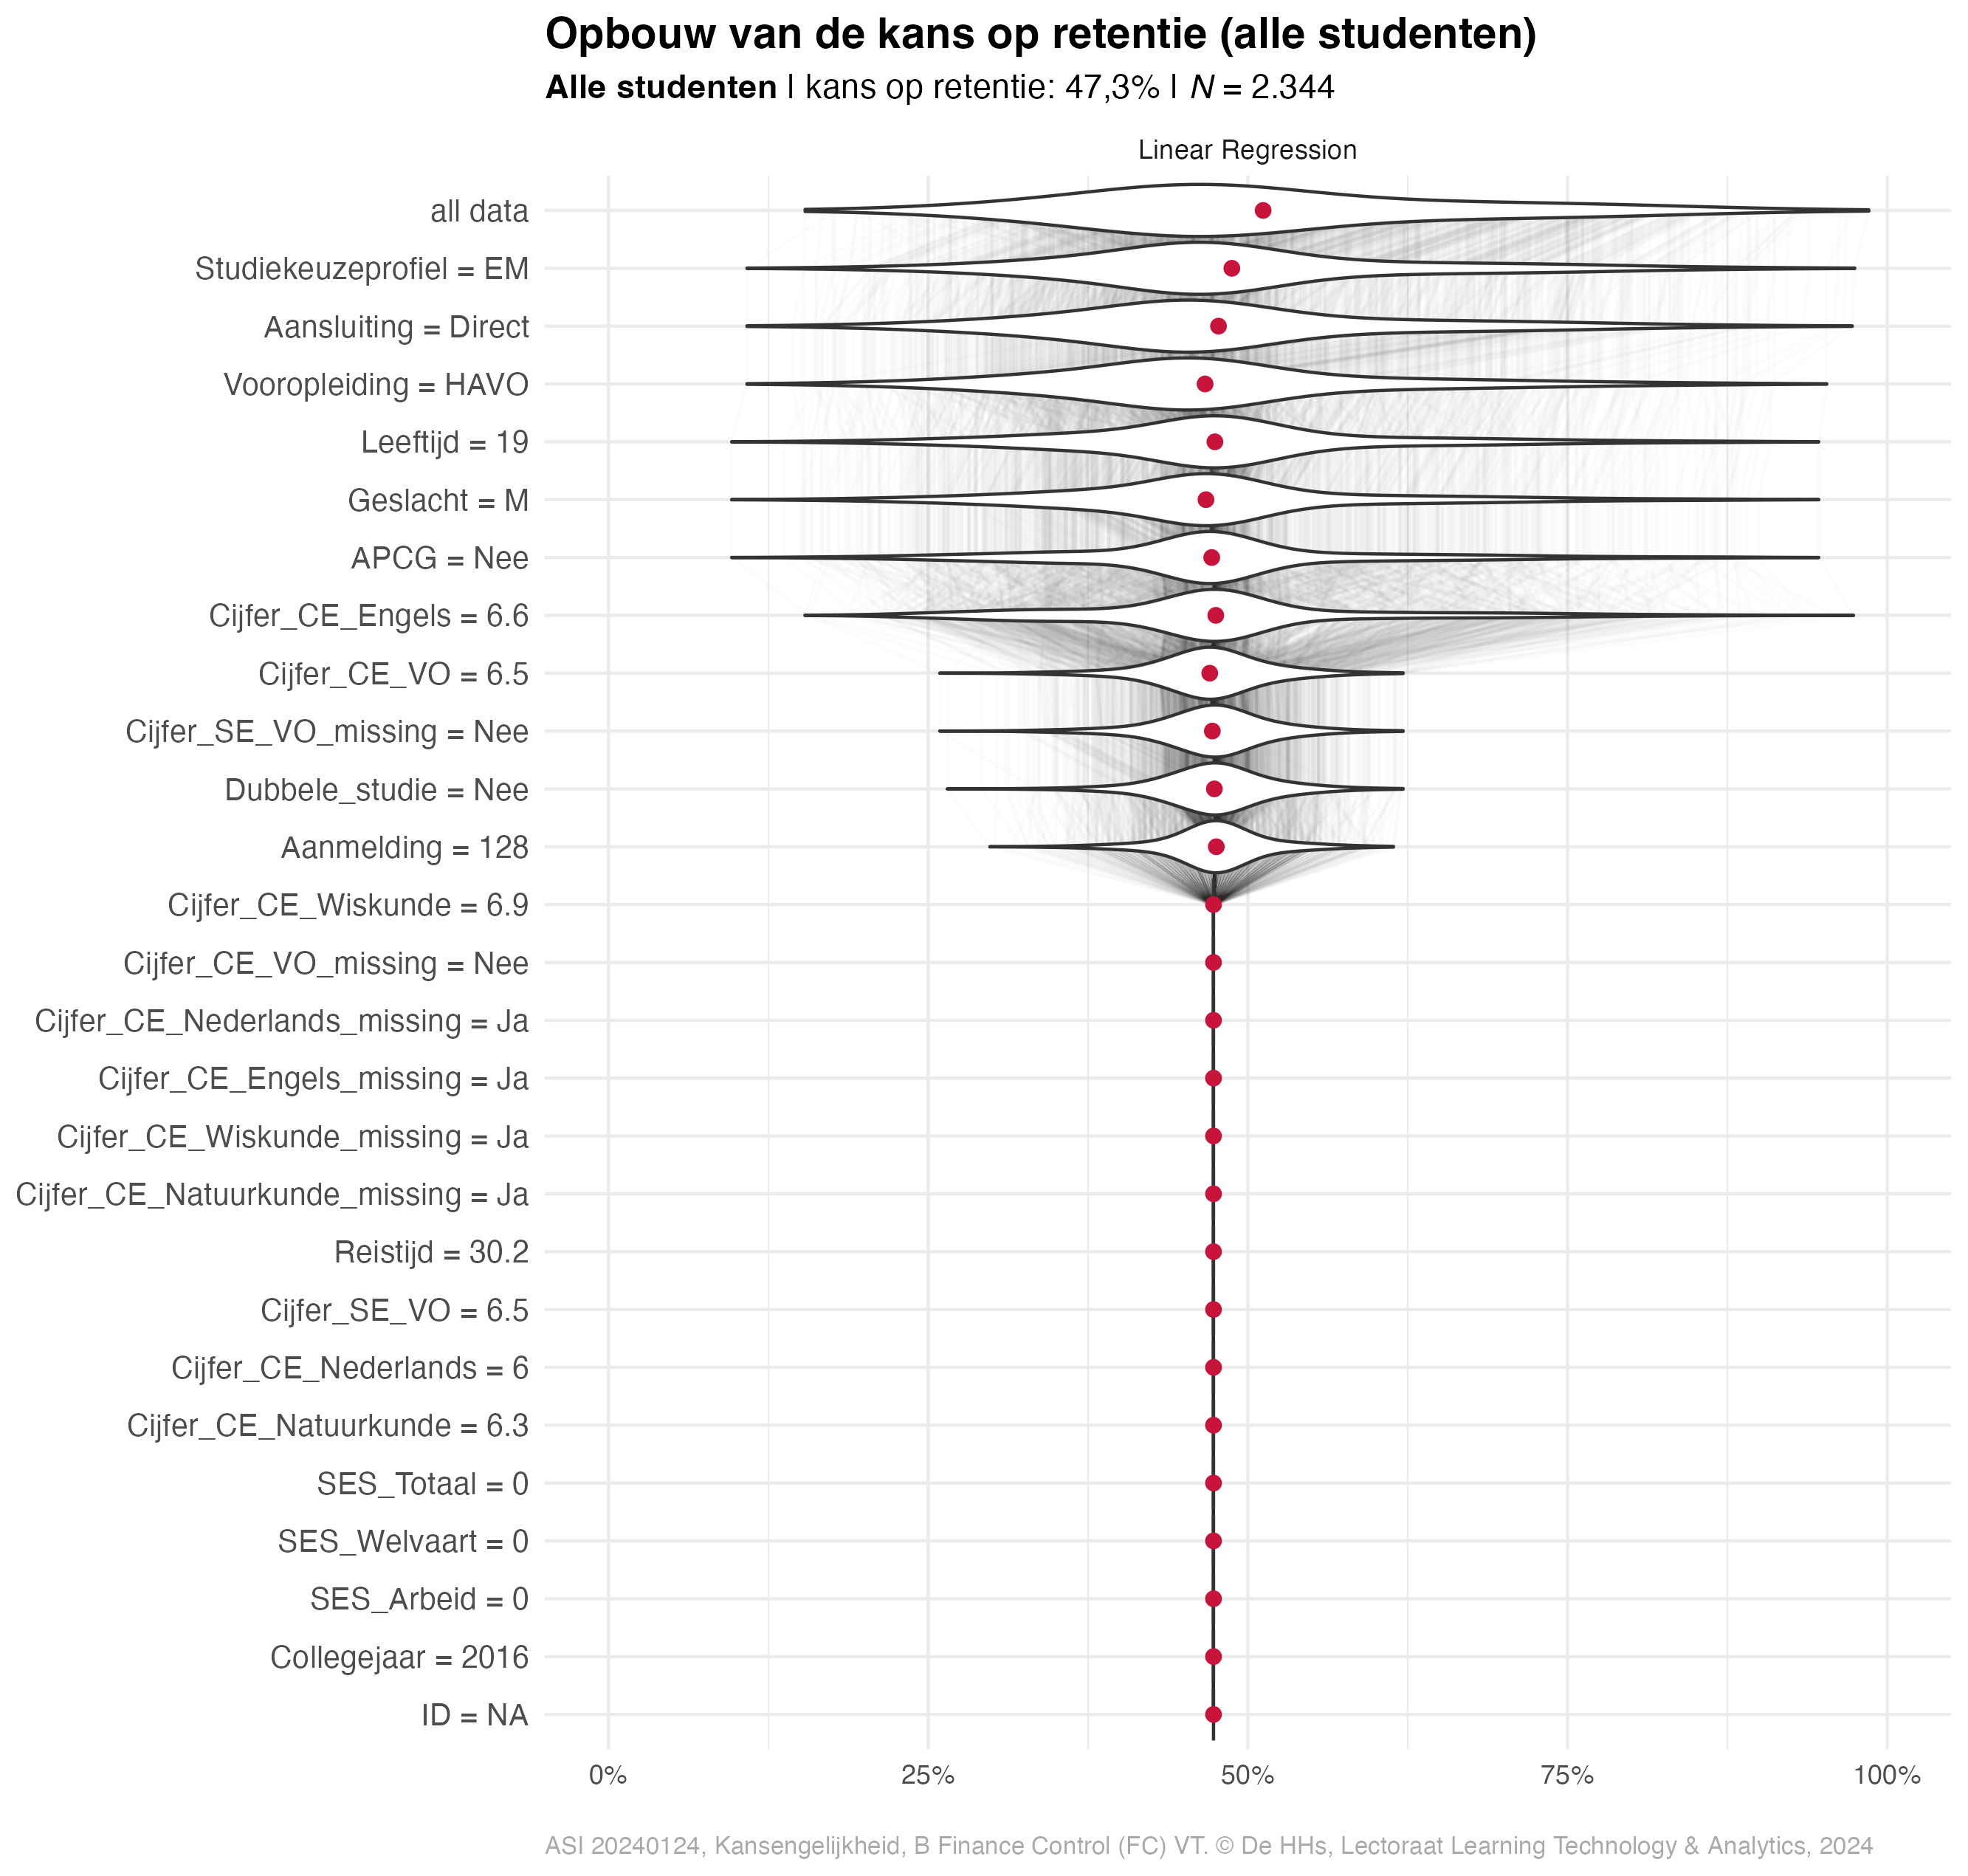 Opbouw van de kans op retentie (alle studenten)
Alle studenten | kans op retentie: 47,3% | N = 2.344
Linear Regression
all data
Studiekeuzeprofiel = EM
Aansluiting = Direct
Vooropleiding = HAVO
Leeftijd = 19
Geslacht = M
APCG = Nee
Cijfer_CE_Engels = 6.6
Cijfer_CE_VO = 6.5
Cijfer_SE_VO_missing = Nee
Dubbele_studie = Nee
Aanmelding = 128
Cijfer_CE_Wiskunde = 6.9
Cijfer_CE_VO_missing = Nee
Cijfer_CE_Nederlands_missing = Ja
Cijfer_CE_Engels_missing = Ja
Cijfer_CE_Wiskunde_missing = Ja
Cijfer_CE_Natuurkunde_missing = Ja
Reistijd = 30.2
Cijfer_SE_VO = 6.5
Cijfer_CE_Nederlands = 6
Cijfer_CE_Natuurkunde = 6.3
SES_Totaal = 0
SES_Welvaart = 0
SES_Arbeid = 0
Collegejaar = 2016
ID = NA
0% 25% 50% 75% 100%
ASI 20240124, Kansengelijkheid, B Finance Control (FC) VT. © De HHs, Lectoraat Learning Technology & Analytics, 2024